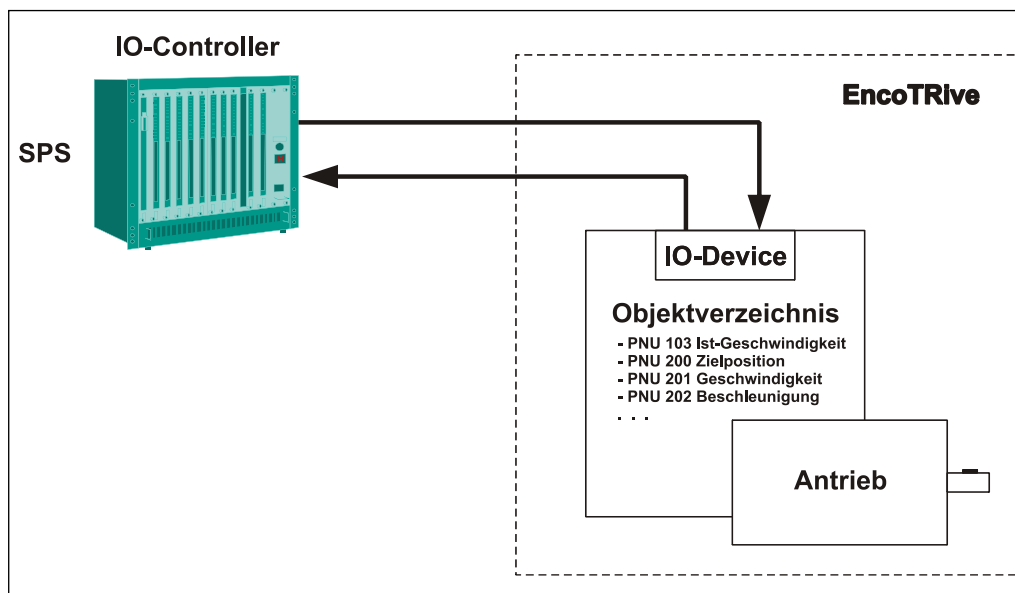 IO-Controller
SPS
EncoTRive
IO-Device
Objektverzeichnis
- PNU 103 Ist-Geschwindigkeit
- PNU 200 Zielposition
- PNU 201 Geschwindigkeit
- PNU 202 Beschleunigung
. . .
Antrieb